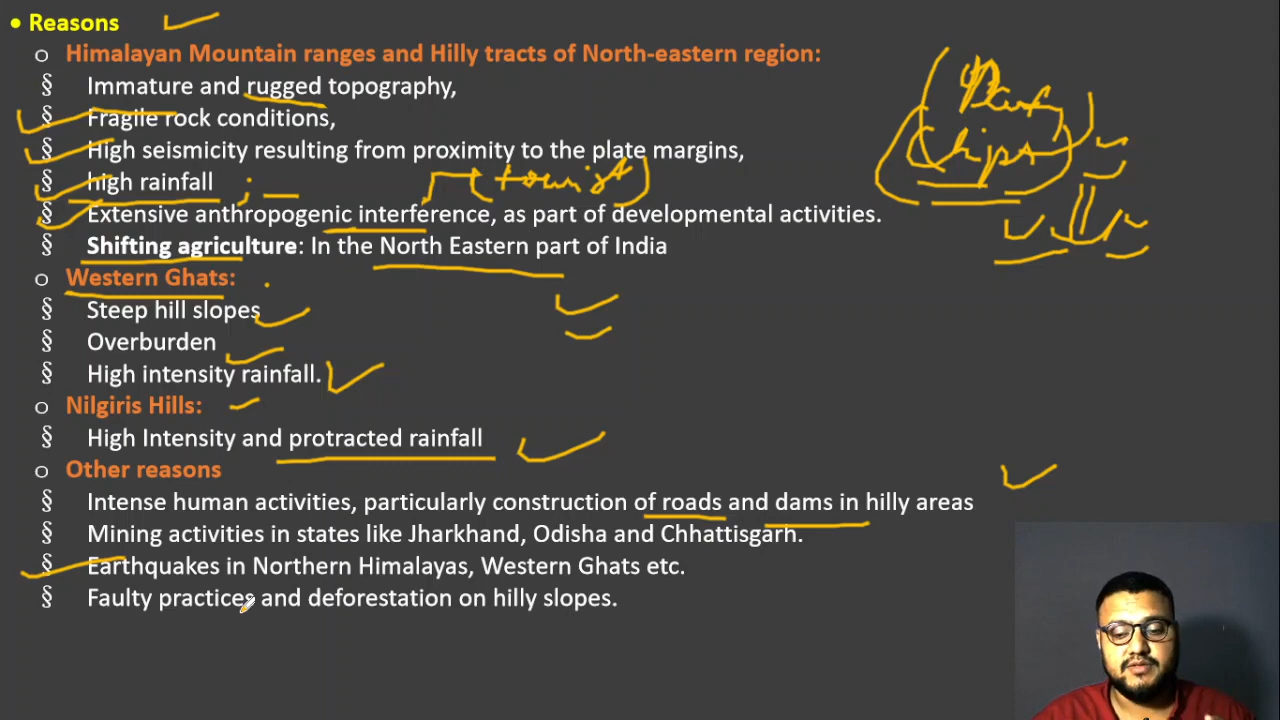 • Reasons
o Himalayan Mountain ranges and Hilly tracts of North-eastern region:
§ Immature and rugged topography,
§ Fragile rock conditions,
§ High seismicity resulting from proximity to the plate margins,
§ high rainfall
(tourist)
§ Extensive anthropogenic interference, as part of developmental activities.
§ Shifting agriculture: In the North Eastern part of India
o Western Ghats:
§ Steep hill slopes
§ Overburden
§ High intensity rainfall.
o Nilgiris Hills:
§ High Intensity and protracted rainfall
o Other reasons
§ Intense human activities, particularly construction of roads and dams in hilly areas
§ Mining activities in states like Jharkhand, Odisha and Chhattisgarh.
§ Earthquakes in Northern Himalayas, Western Ghats etc.
§ Faulty practices and deforestation on hilly slopes.